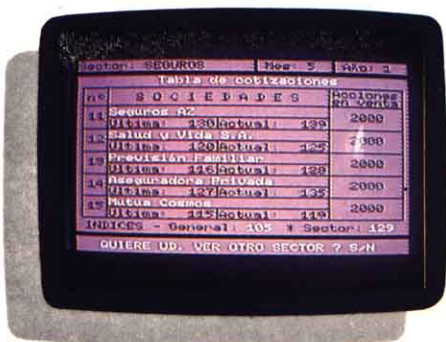 Sector: SEGUROS Mes: 5 Año: 1
Tabla de cotizaciones
nº SOCIEDADES Acciones en venta
11 Seguros AZ 2000
Ultima: 130 Actual: 139
12 Salud y Vida S.A. 2000
Ultima: 120 Actual: 125
13 Previsión Familiar 2000
Ultima: 116 Actual: 128
14 Aseguradora Privada 2000
Ultima: 127 Actual: 135
15 Mutua Cosmos 2000
Ultima: 115 Actual: 119
INDICES - General: 105 * Sector: 129
QUIERE UD. VER OTRO SECTOR ? S/N